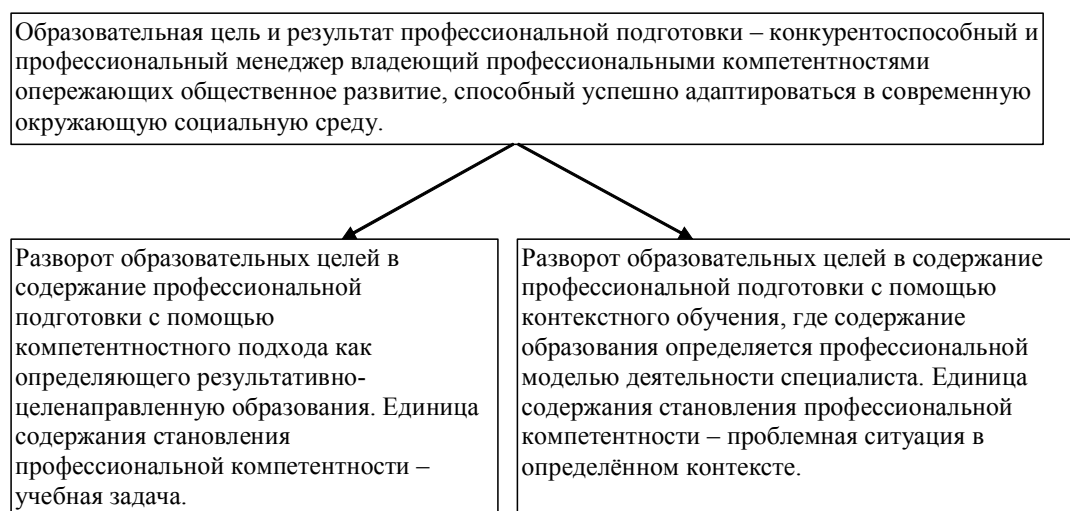 Образовательная цель и результат профессиональной подготовки – конкурентоспособный и
профессиональный менеджер владеющий профессиональными компетентностями
опережающих общественное развитие, способный успешно адаптироваться в современную
окружающую социальную среду.
Разворот образовательных целей в
содержание профессиональной
подготовки с помощью
компетентностного подхода как
определяющего результативно-
целенаправленную образования. Единица
содержания становления
профессиональной компетентности –
учебная задача.
Разворот образовательных целей в содержание
профессиональной подготовки с помощью
контекстного обучения, где содержание
образования определяется профессиональной
моделью деятельности специалиста. Единица
содержания становления профессиональной
компетентности – проблемная ситуация в
определённом контексте.